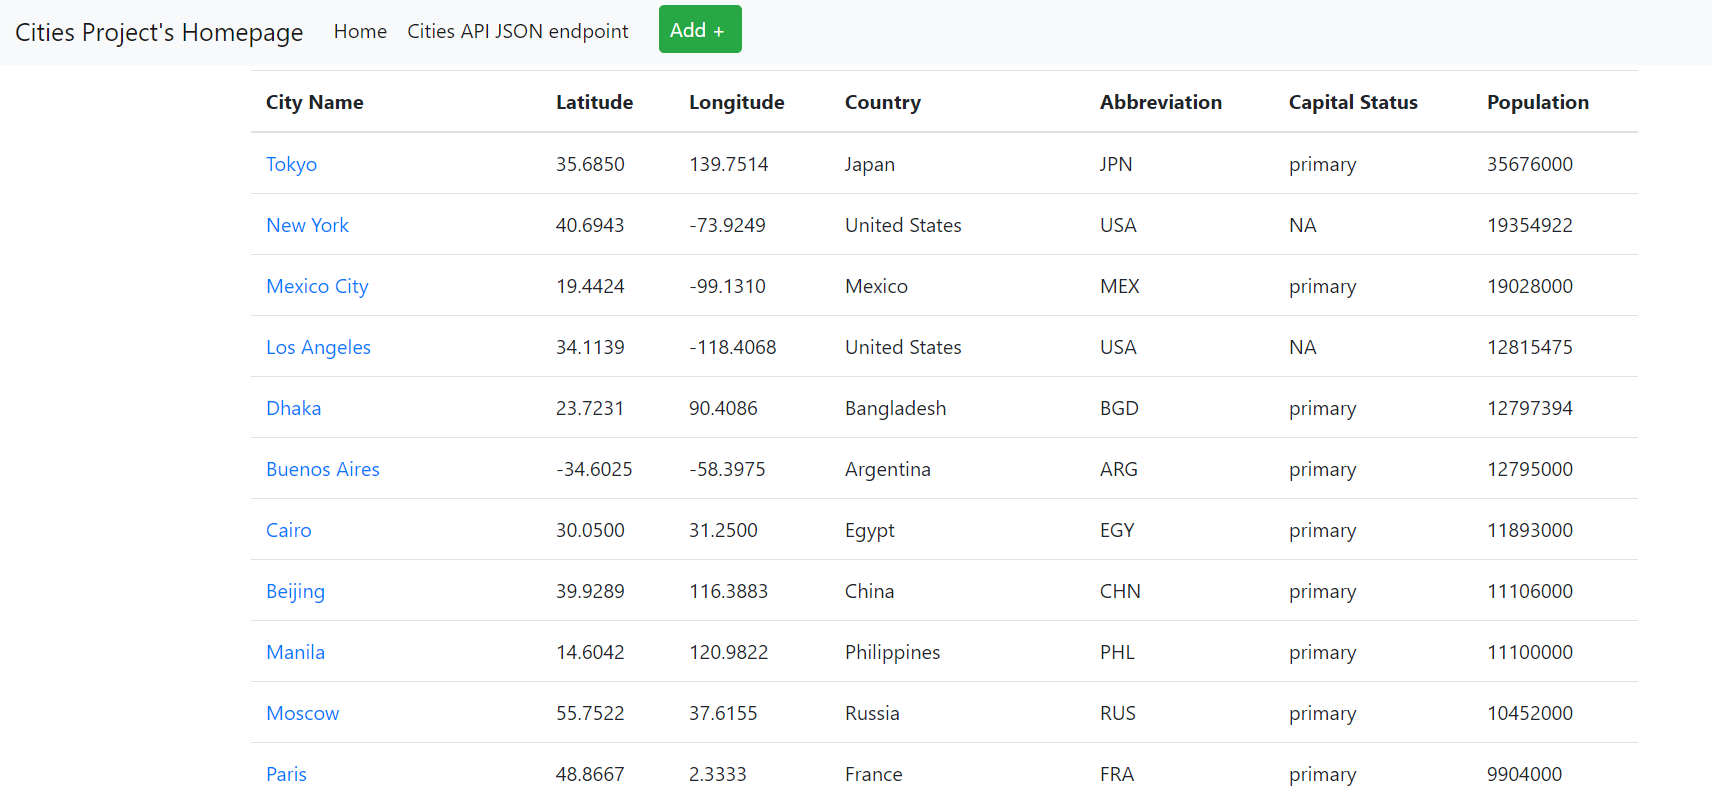 Cities Project's Homepage Home Cities API JSON endpoint Add +
City Name Latitude Longitude Country Abbreviation Capital Status Population
Tokyo 35.6850 139.7514 Japan JPN primary 35676000
New York 40.6943 -73.9249 United States USA NA 19354922
Mexico City 19.4424 -99.1310 Mexico MEX primary 19028000
Los Angeles 34.1139 -118.4068 United States USA NA 12815475
Dhaka 23.7231 90.4086 Bangladesh BGD primary 12797394
Buenos Aires -34.6025 -58.3975 Argentina ARG primary 12795000
Cairo 30.0500 31.2500 Egypt EGY primary 11893000
Beijing 39.9289 116.3883 China CHN primary 11106000
Manila 14.6042 120.9822 Philippines PHL primary 11100000
Moscow 55.7522 37.6155 Russia RUS primary 10452000
Paris 48.8667 2.3333 France FRA primary 9904000